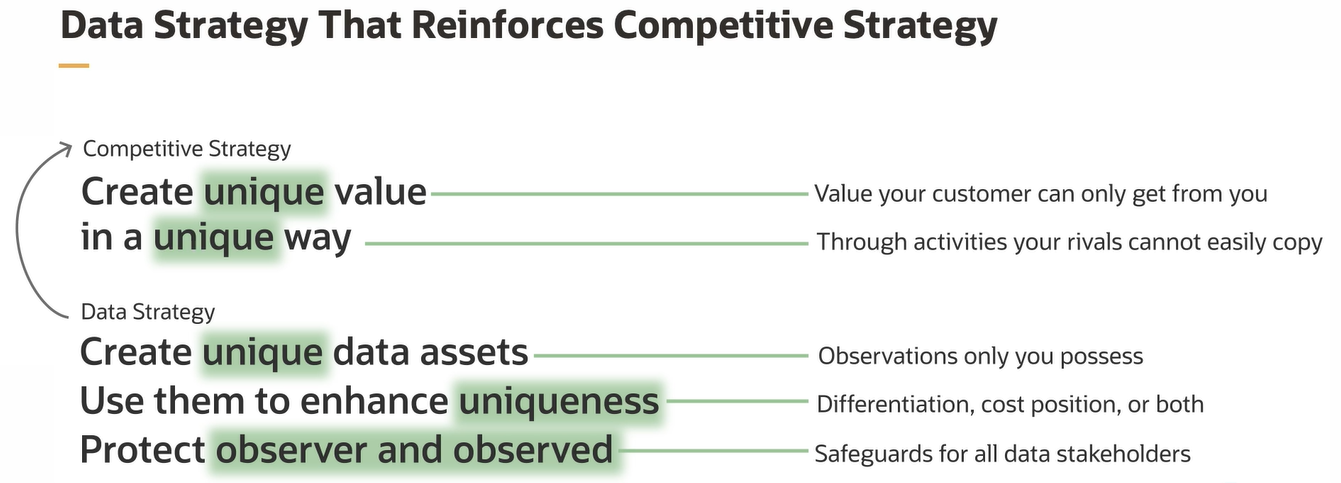 Data Strategy That Reinforces Competitive Strategy
Competitive Strategy
Create unique value
Value your customer can only get from you
in a unique way
Through activities your rivals cannot easily copy
Data Strategy
Create unique data assets
Observations only you possess
Use them to enhance uniqueness
Differentiation, cost position, or both
Protect observer and observed
Safeguards for all data stakeholders